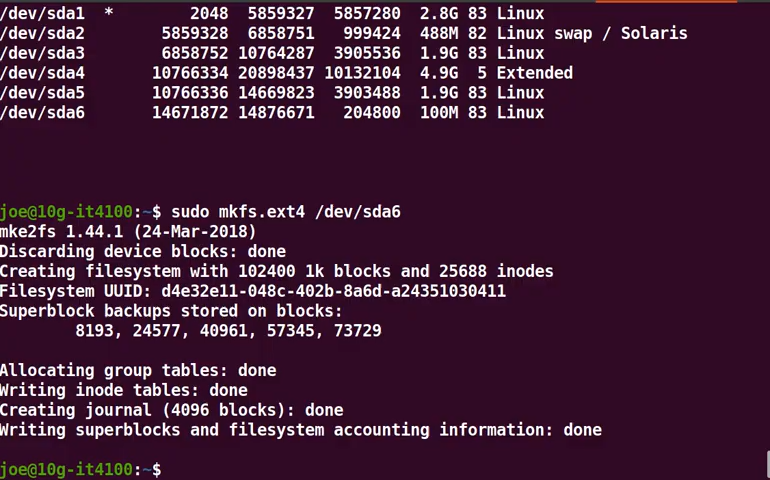 /dev/sda1  *        2048  5859327  5857280  2.8G 83 Linux
/dev/sda2        5859328  6858751   999424  488M 82 Linux swap / Solaris
/dev/sda3        6858752 10764287  3905536  1.9G 83 Linux
/dev/sda4       10766334 20898437 10132104  4.9G  5 Extended
/dev/sda5       10766336 14669823  3903488  1.9G 83 Linux
/dev/sda6       14671872 14876671   204800  100M 83 Linux
joe@10g-it4100:~$ sudo mkfs.ext4 /dev/sda6
mke2fs 1.44.1 (24-Mar-2018)
Discarding device blocks: done
Creating filesystem with 102400 1k blocks and 25688 inodes
Filesystem UUID: d4e32e11-048c-402b-8a6d-a24351030411
Superblock backups stored on blocks:
        8193, 24577, 40961, 57345, 73729
Allocating group tables: done
Writing inode tables: done
Creating journal (4096 blocks): done
Writing superblocks and filesystem accounting information: done
joe@10g-it4100:~$